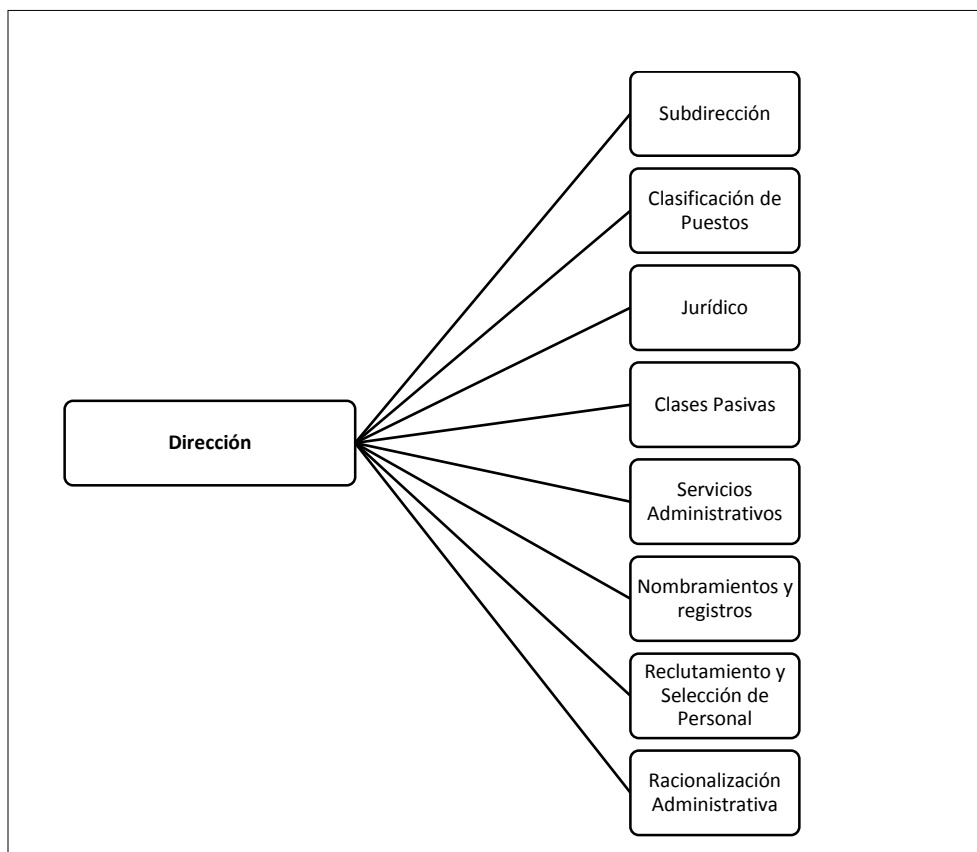 Subdirección
Clasificación de
Puestos
Jurídico
Clases Pasivas
Dirección
Servicios
Administrativos
Nombramientos y
registros
Reclutamiento y
Selección de
Personal
Racionalización
Administrativa